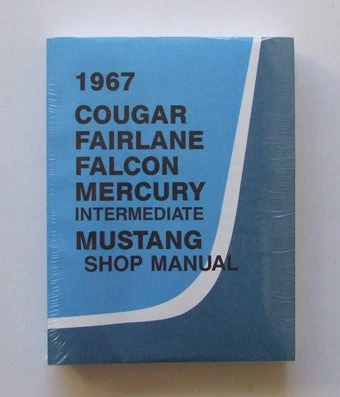 1967
COUGAR
FAIRLANE
FALCON
MERCURY
INTERMEDIATE
MUSTANG
SHOP MANUAL